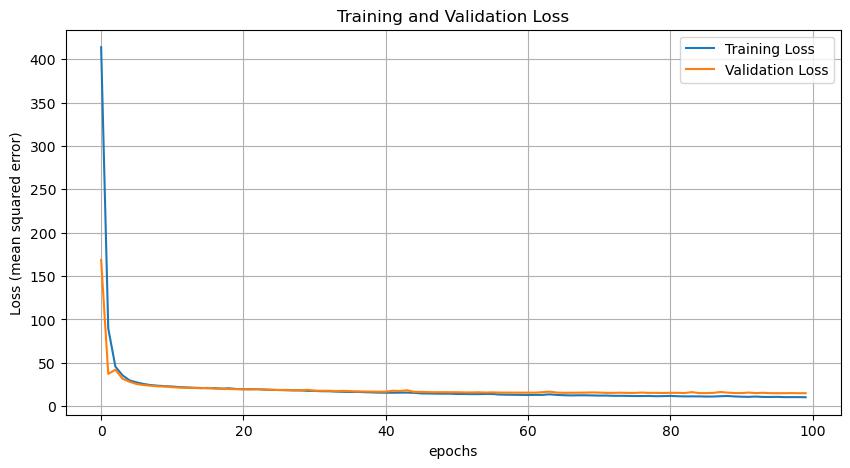 Training and Validation Loss
Training Loss
Validation Loss
Loss (mean squared error)
400
350
300
250
200
150
100
50
0
0 20 40 60 80 100
epochs